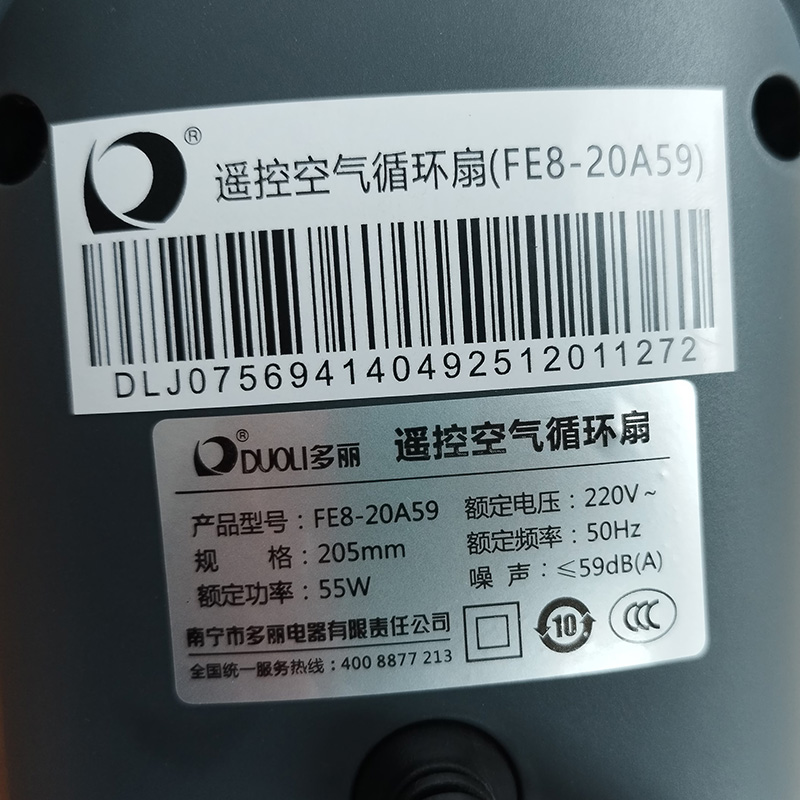 ®
遥控空气循环扇(FE8-20A59)
DLJ0756941404925120112​72
DUOLI多丽® 遥控空气循环扇
产品型号:FE8-20A59 额定电压:220V~
规 格:205mm 额定频率:50Hz
额定功率:55W 噪 声:≤59dB(A)
南宁市多丽电器有限责任公司
全国统一服务热线:400 8877 213
10
CCC